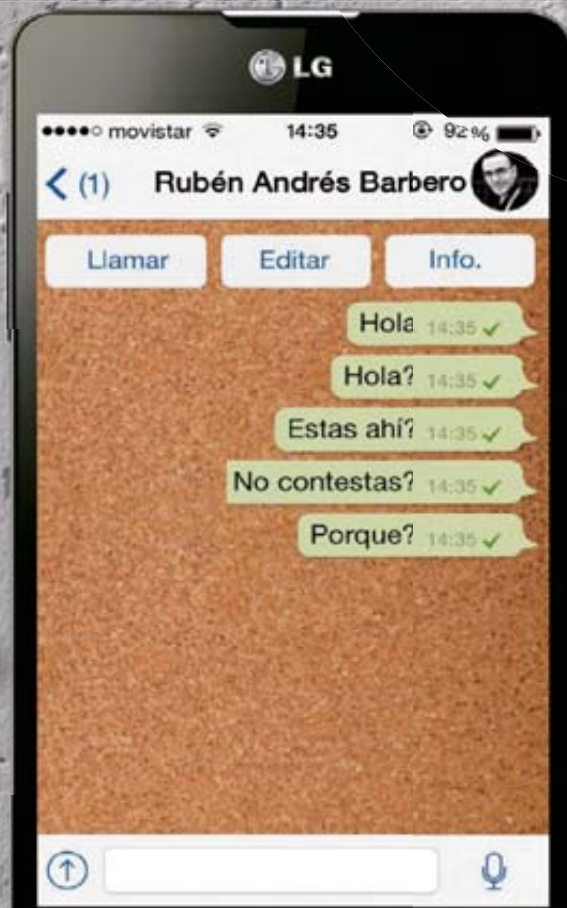 LG
movistar 14:35 92%
(1) Rubén Andrés Barbero
Llamar Editar Info.
Hola 14:35
Hola? 14:35
Estas ahí? 14:35
No contestas? 14:35
Porque? 14:35